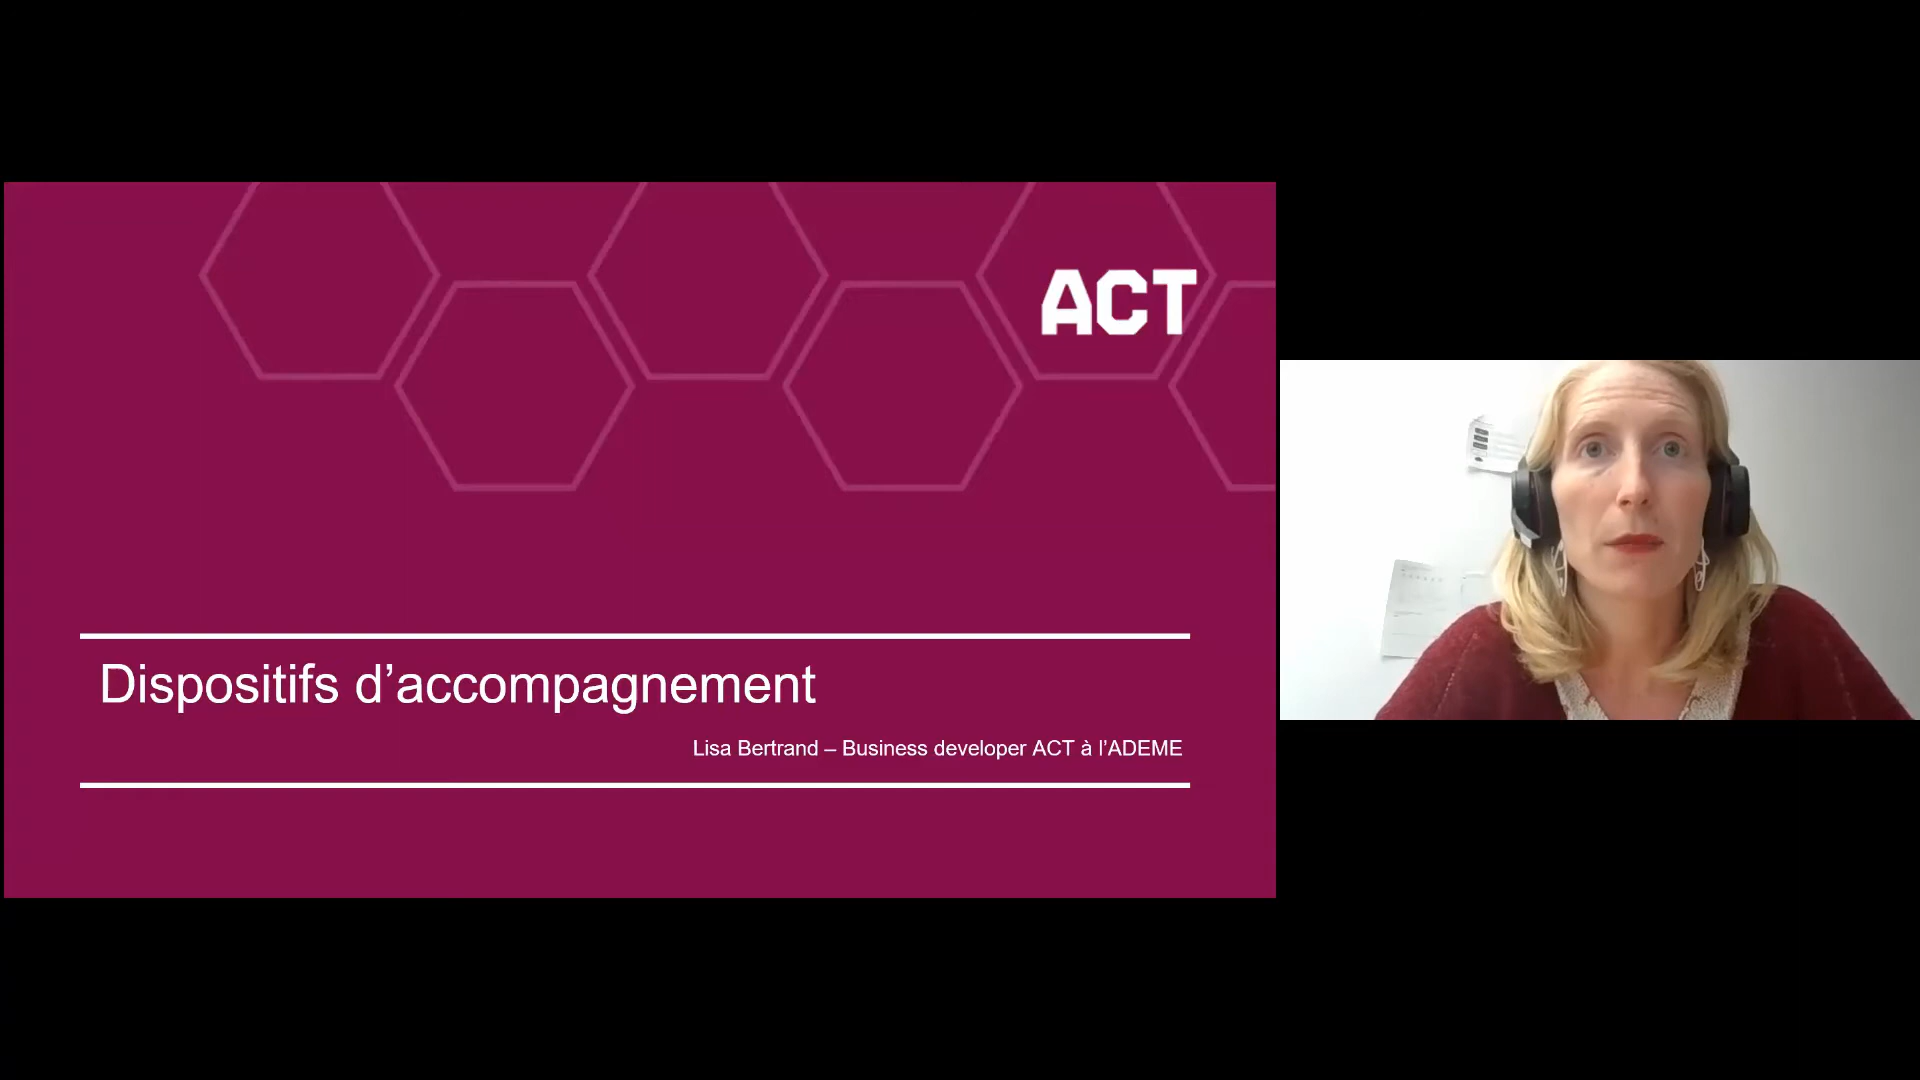 ACT
Dispositifs d’accompagnement
Lisa Bertrand – Business developer ACT à l’ADEME